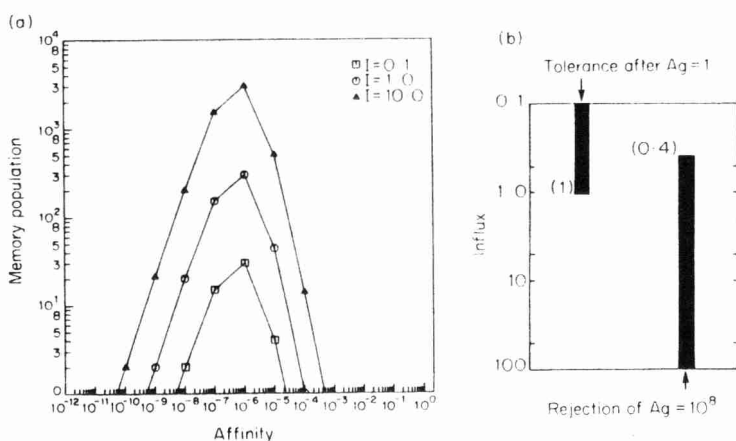 (a)
10⁴
8
5
3
2
10³
8
5
3
2
10²
8
5
3
2
10¹
8
5
3
0
Memory population
I=0 1
I=1 0
I=10 0
10⁻¹² 10⁻¹¹ 10⁻¹⁰ 10⁻⁹ 10⁻⁸ 10⁻⁷ 10⁻⁶ 10⁻⁵ 10⁻⁴ 10⁻³ 10⁻² 10⁻¹ 10⁰
Affinity
(b)
Tolerance after Ag=1
0 1
(0·4)
(1)
1 0
10
100
Influx
Rejection of Ag=10⁸